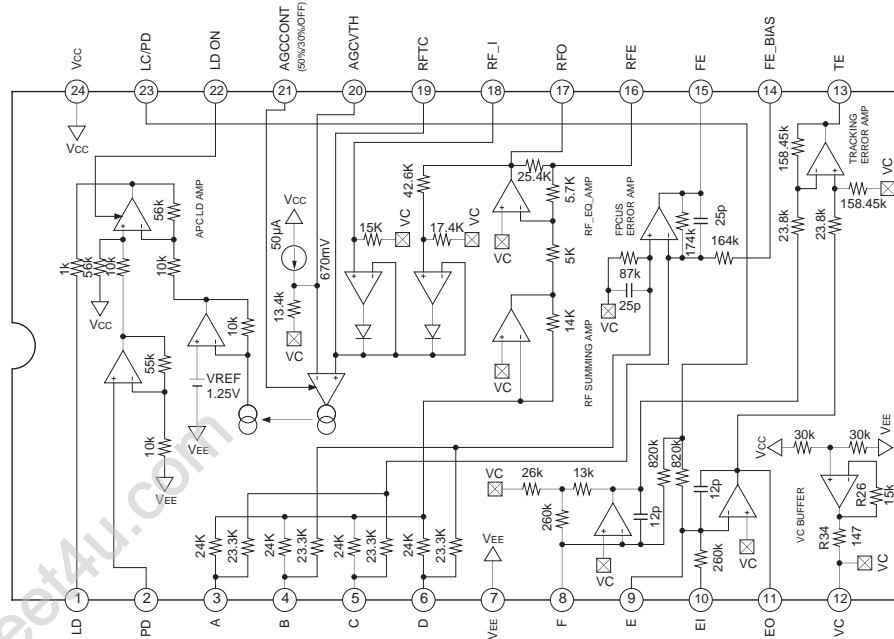 Vcc
LC/PD
LD ON
AGCCONT
(50%/30%/OFF)
AGCVTH
RFTC
RF_I
RFO
RFE
FE
FE_BIAS
TE
24
23
22
21
20
19
18
17
16
15
14
13
Vcc
APC LD AMP
56k
1k
56k
10k
10k
Vcc
55k
10k
VEE
10k
VREF
1.25V
VEE
Vcc
50µA
13.4k
VC
670mV
15K
VC
42.6K
17.4K
VC
25.4K
5.7K
RF_EQ_AMP
VC
5K
14K
RF SUMMING AMP
VC
FPCUS
ERROR AMP
174k
25p
164k
87k
25p
VC
158.45k
TRACKING
ERROR AMP
VC
158.45k
23.8k
23.8k
24K
23.3K
24K
23.3K
24K
23.3K
24K
23.3K
VEE
VC
26k
13k
260k
12p
VC
820k
820k
12p
260k
VC
Vcc
30k
30k
VEE
VC BUFFER
R26
15k
R34
147
VC
1
2
3
4
5
6
7
8
9
10
11
12
LD
PD
A
B
C
D
VEE
F
E
EI
EO
VC
eet4u.com